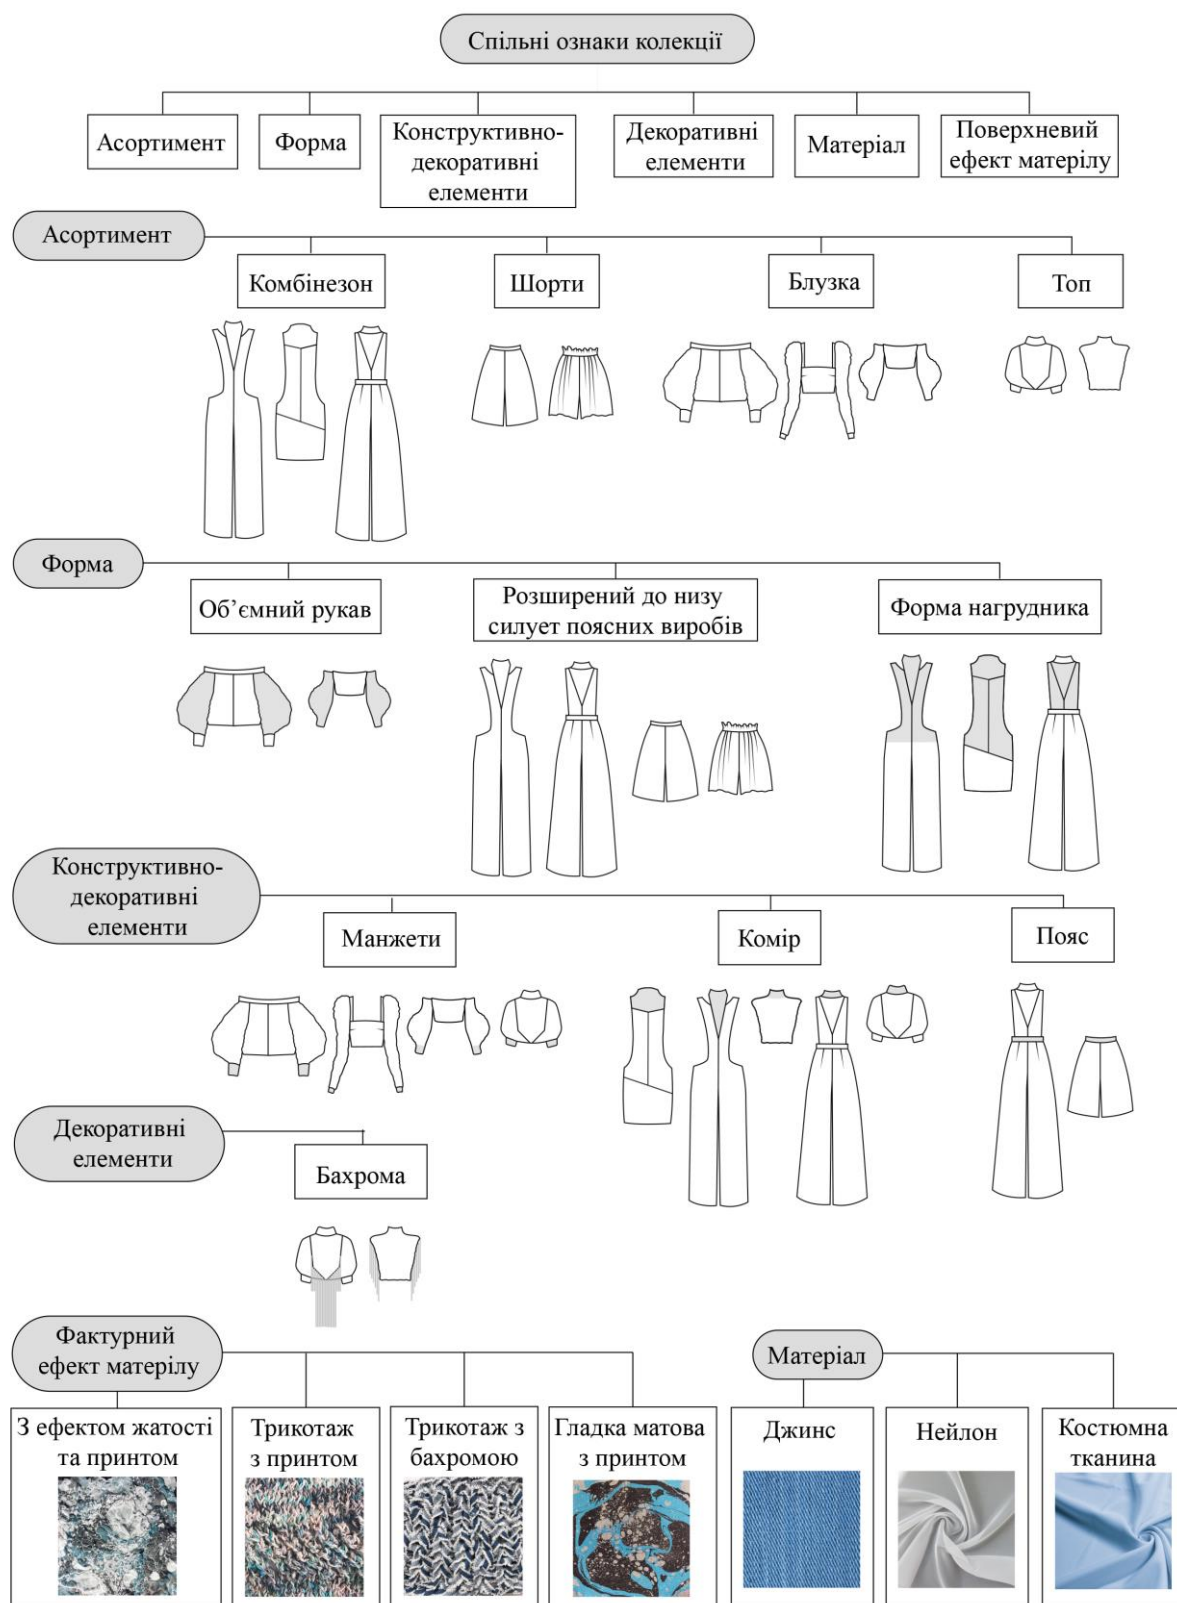 Спільні ознаки колекції
Асортимент
Форма
Конструктивно-
декоративні
елементи
Декоративні
елементи
Матеріал
Поверхневий
ефект матерілу
Асортимент
Комбінезон
Шорти
Блузка
Топ
Форма
Об’ємний рукав
Розширений до низу
силует поясних виробів
Форма нагрудника
Конструктивно-
декоративні
елементи
Манжети
Комір
Пояс
Декоративні
елементи
Бахрома
Фактурний
ефект матерілу
Матеріал
З ефектом жатості
та принтом
Трикотаж
з принтом
Трикотаж з
бахромою
Гладка матова
з принтом
Джинс
Нейлон
Костюмна
тканина